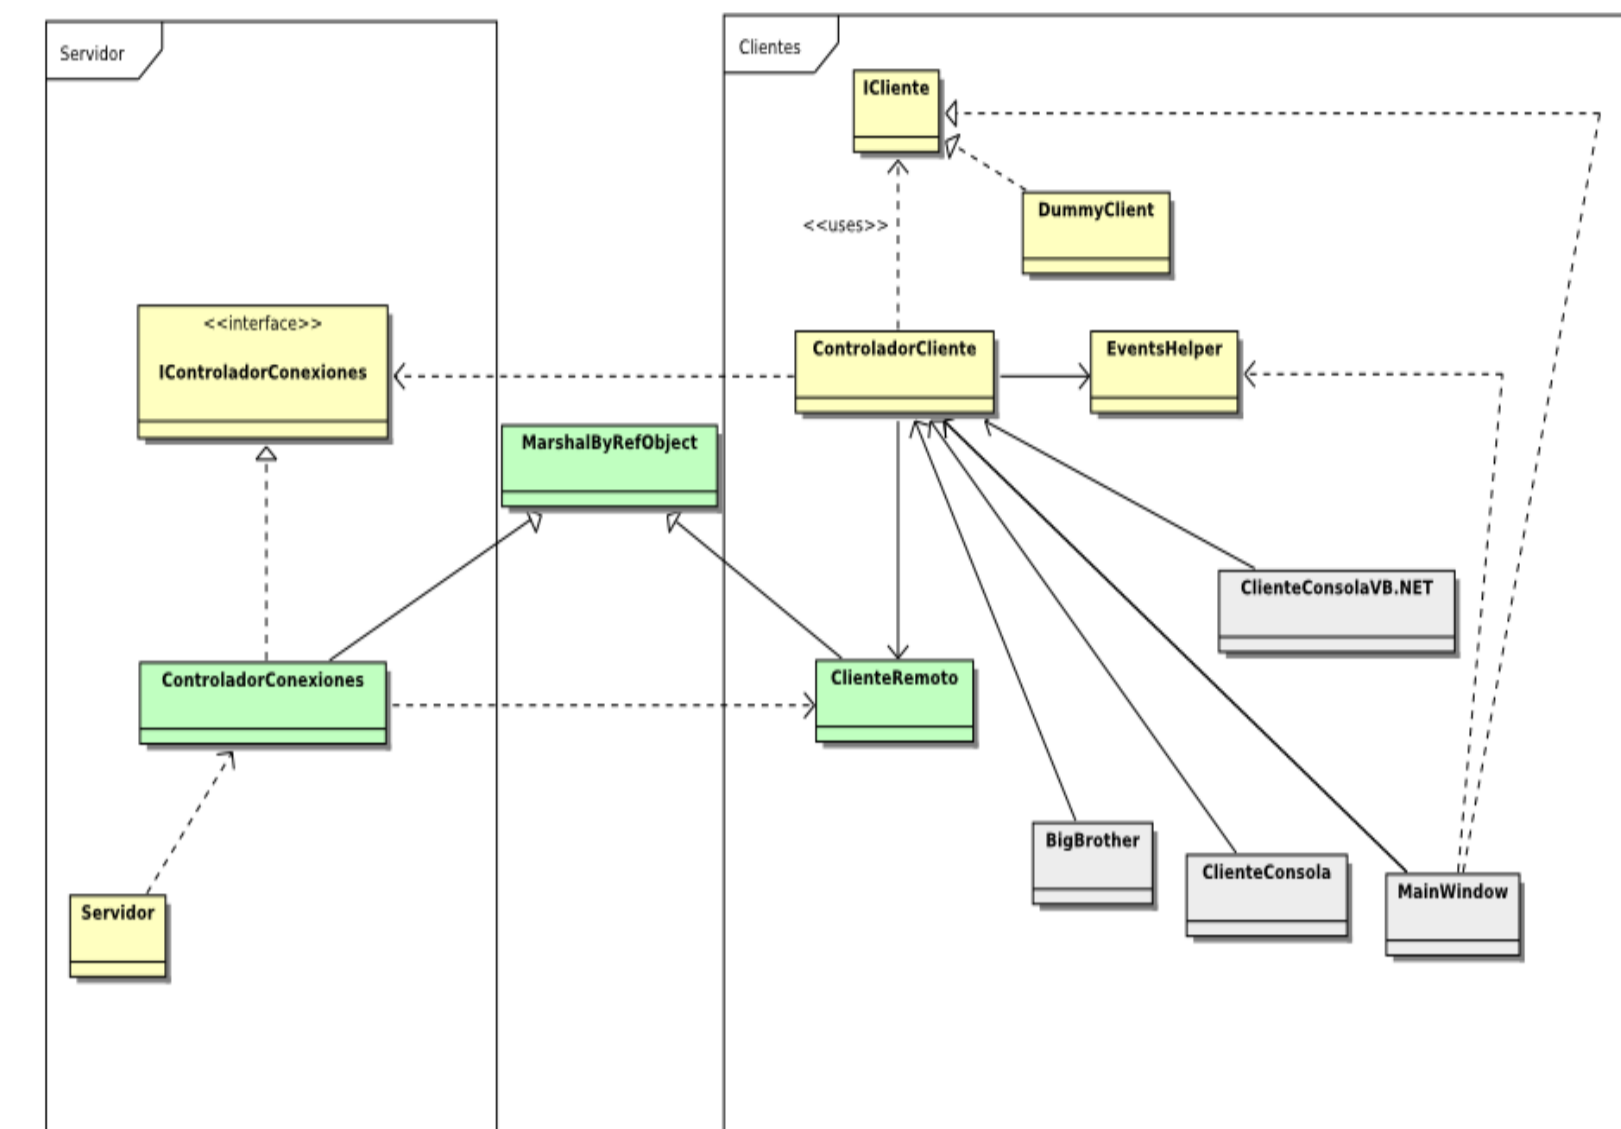 Servidor
Clientes
ICliente
DummyClient
<<uses>>
<<interface>>
IControladorConexiones
ControladorCliente
EventsHelper
MarshalByRefObject
ClienteConsolaVB.NET
ControladorConexiones
ClienteRemoto
BigBrother
ClienteConsola
MainWindow
Servidor